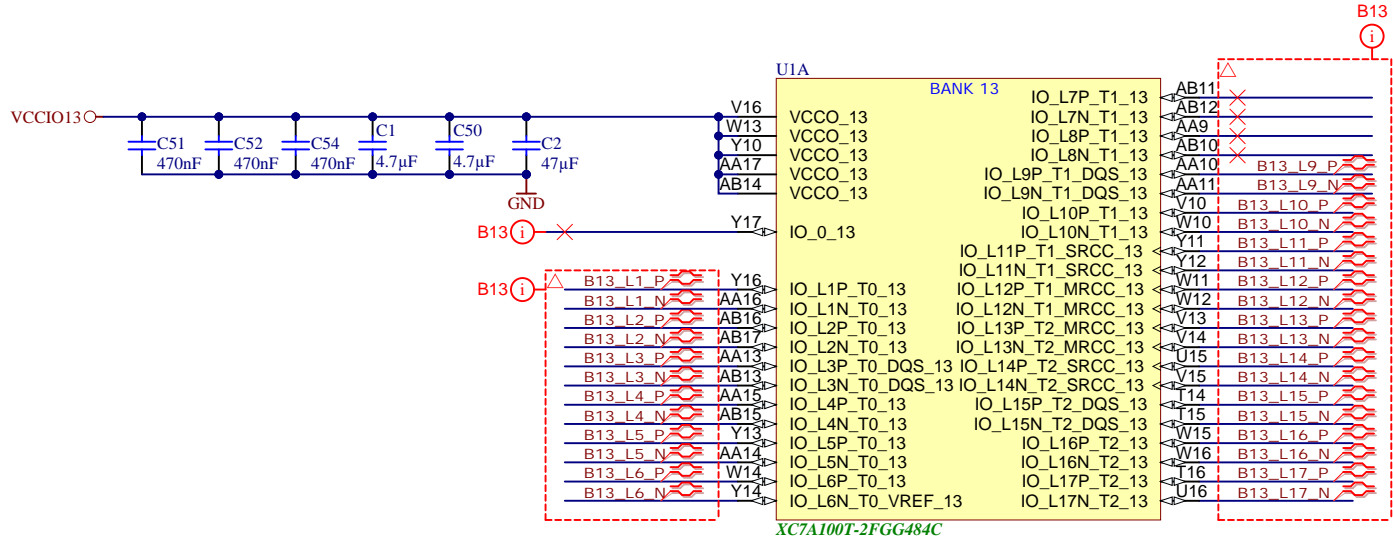 B13
i
U1A
BANK 13
VCCIO13
C51
470nF
C52
470nF
C54
470nF
C1
4.7µF
C50
4.7µF
C2
47µF
GND
V16 VCCO_13
W13 VCCO_13
Y10 VCCO_13
AA17 VCCO_13
AB14 VCCO_13
B13 i Y17 IO_0_13
B13 i
B13_L1_P Y16 IO_L1P_T0_13
B13_L1_N AA16 IO_L1N_T0_13
B13_L2_P AB16 IO_L2P_T0_13
B13_L2_N AB17 IO_L2N_T0_13
B13_L3_P AA13 IO_L3P_T0_DQS_13
B13_L3_N AB13 IO_L3N_T0_DQS_13
B13_L4_P AA15 IO_L4P_T0_13
B13_L4_N AB15 IO_L4N_T0_13
B13_L5_P Y13 IO_L5P_T0_13
B13_L5_N AA14 IO_L5N_T0_13
B13_L6_P W14 IO_L6P_T0_13
B13_L6_N Y14 IO_L6N_T0_VREF_13
IO_L7P_T1_13 AB11
IO_L7N_T1_13 AB12
IO_L8P_T1_13 AA9
IO_L8N_T1_13 AB10
IO_L9P_T1_DQS_13 AA10 B13_L9_P
IO_L9N_T1_DQS_13 AA11 B13_L9_N
IO_L10P_T1_13 V10 B13_L10_P
IO_L10N_T1_13 W10 B13_L10_N
IO_L11P_T1_SRCC_13 Y11 B13_L11_P
IO_L11N_T1_SRCC_13 Y12 B13_L11_N
IO_L12P_T1_MRCC_13 W11 B13_L12_P
IO_L12N_T1_MRCC_13 W12 B13_L12_N
IO_L13P_T2_MRCC_13 V13 B13_L13_P
IO_L13N_T2_MRCC_13 V14 B13_L13_N
IO_L14P_T2_SRCC_13 U15 B13_L14_P
IO_L14N_T2_SRCC_13 V15 B13_L14_N
IO_L15P_T2_DQS_13 T14 B13_L15_P
IO_L15N_T2_DQS_13 T15 B13_L15_N
IO_L16P_T2_13 W15 B13_L16_P
IO_L16N_T2_13 W16 B13_L16_N
IO_L17P_T2_13 T16 B13_L17_P
IO_L17N_T2_13 U16 B13_L17_N
XC7A100T-2FGG484C